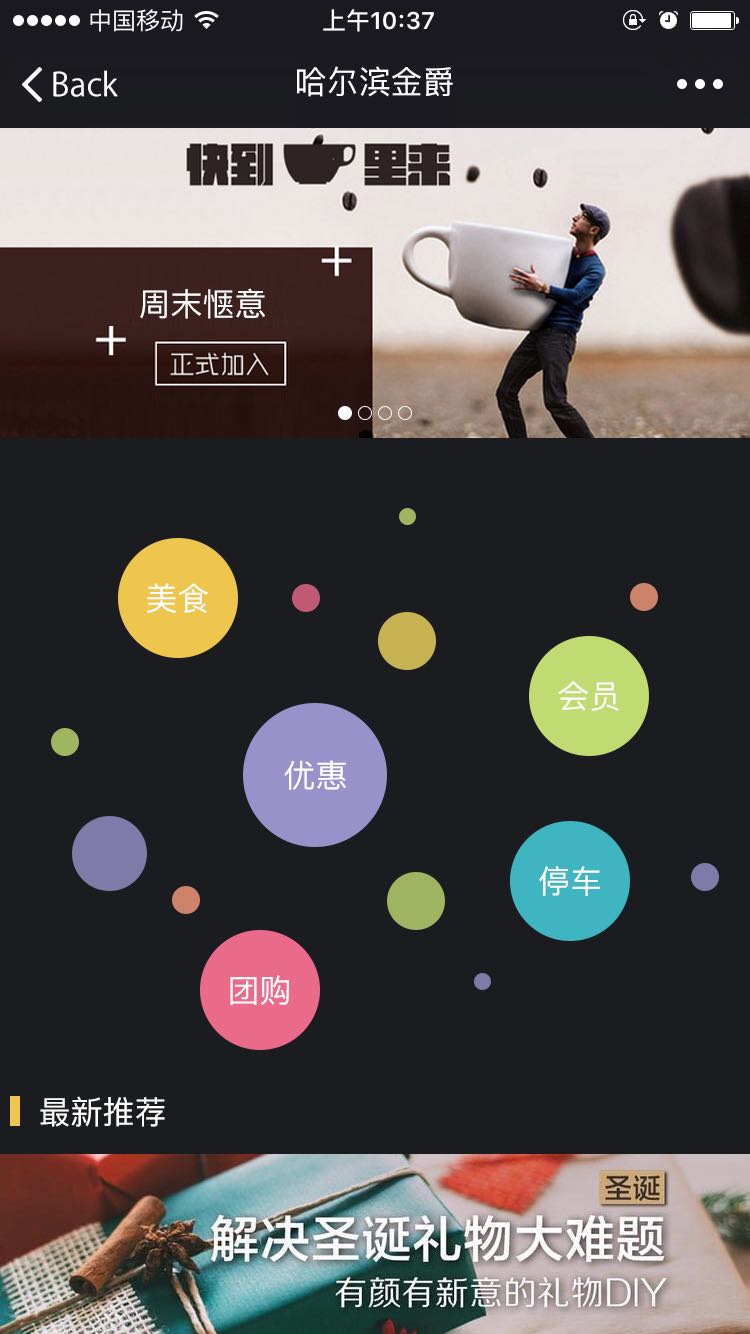 中国移动 上午10:37
Back 哈尔滨金爵
快到 里来
周末惬意
正式加入
美食
会员
优惠
停车
团购
最新推荐
圣诞
解决圣诞礼物大难题
有颜有新意的礼物DIY